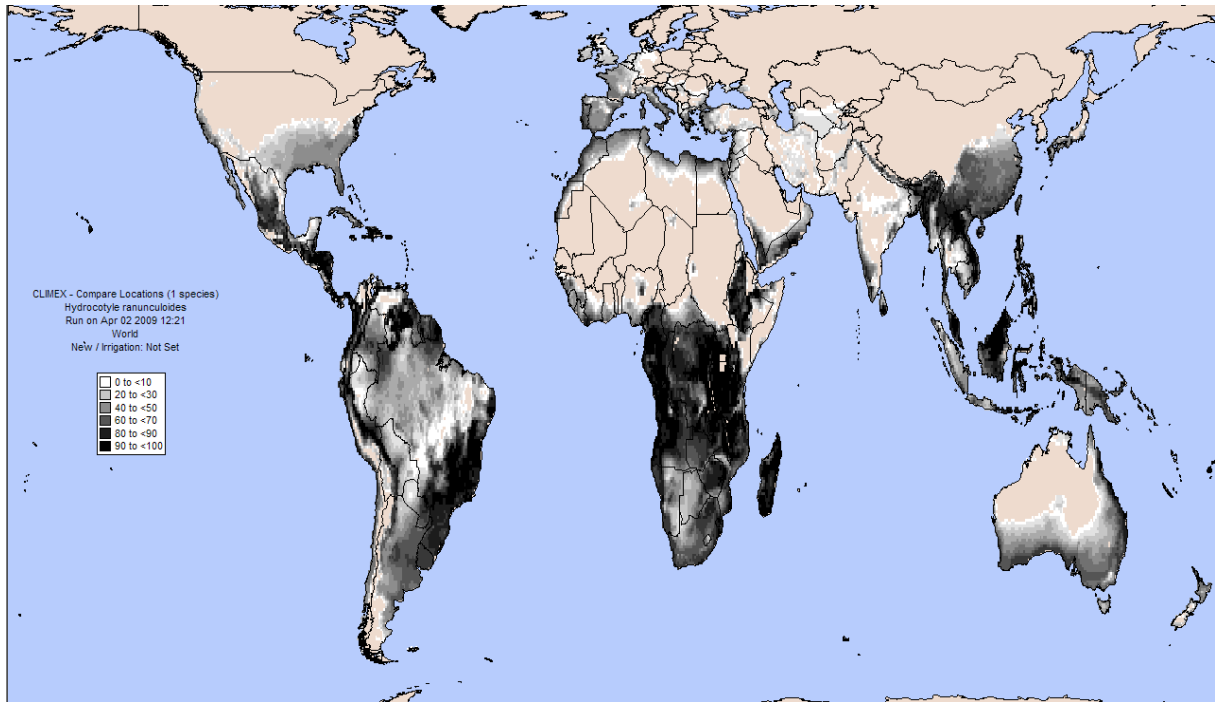 CLIMEX - Compare Locations (1 species)
Hydrocotyle ranunculoides
Run on Apr 02 2009 12:21
World
New / Irrigation: Not Set
0 to <10
20 to <30
40 to <50
60 to <70
80 to <90
90 to <100